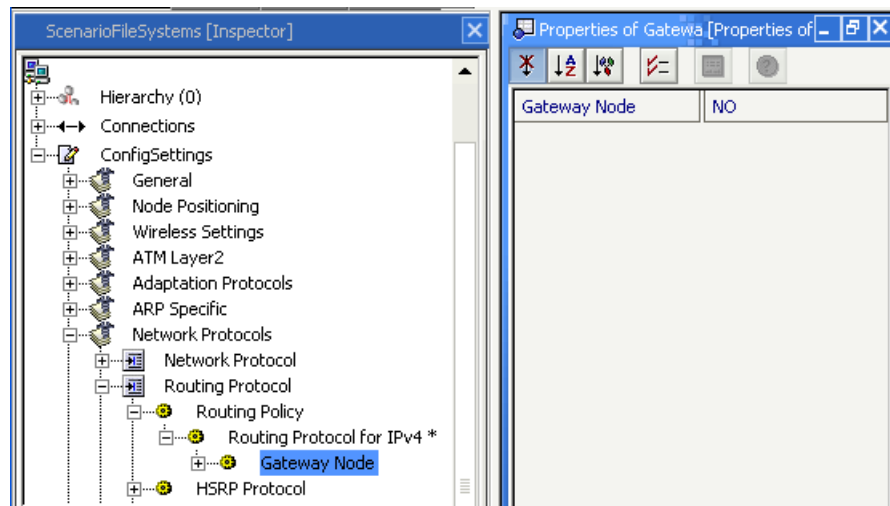 ScenarioFileSystems [Inspector]
Hierarchy (0)
Connections
ConfigSettings
General
Node Positioning
Wireless Settings
ATM Layer2
Adaptation Protocols
ARP Specific
Network Protocols
Network Protocol
Routing Protocol
Routing Policy
Routing Protocol for IPv4 *
Gateway Node
HSRP Protocol
Properties of Gatewa [Properties of
Gateway Node NO